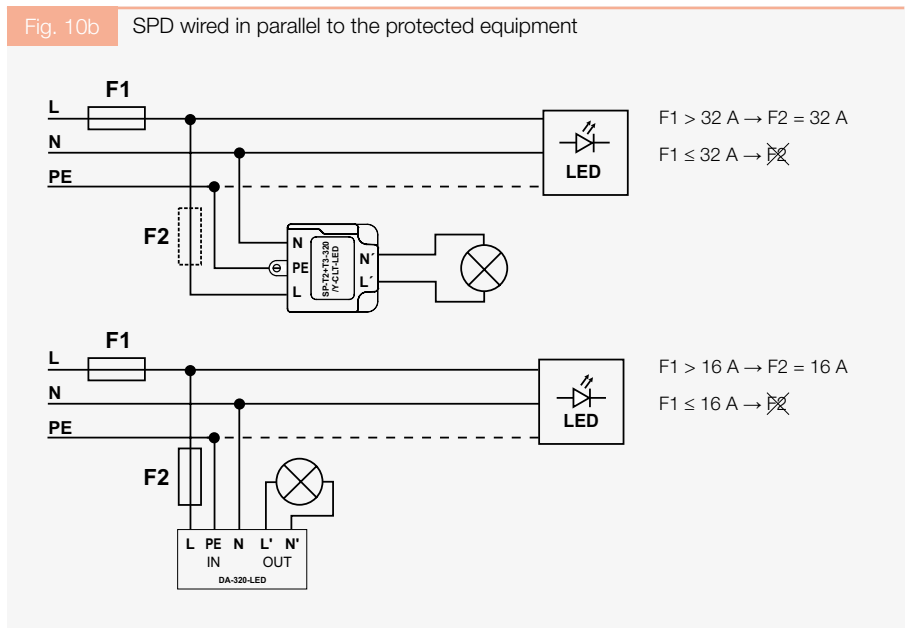 Fig. 10b SPD wired in parallel to the protected equipment
F1
L
N
PE
F2
LED
F1 > 32 A → F2 = 32 A
F1 ≤ 32 A → F2
N
PE
L
SP-T2+T3-320
/Y-CLT-LED
N´
L´
F1
L
N
PE
F2
LED
F1 > 16 A → F2 = 16 A
F1 ≤ 16 A → F2
L PE N L' N'
IN OUT
DA-320-LED